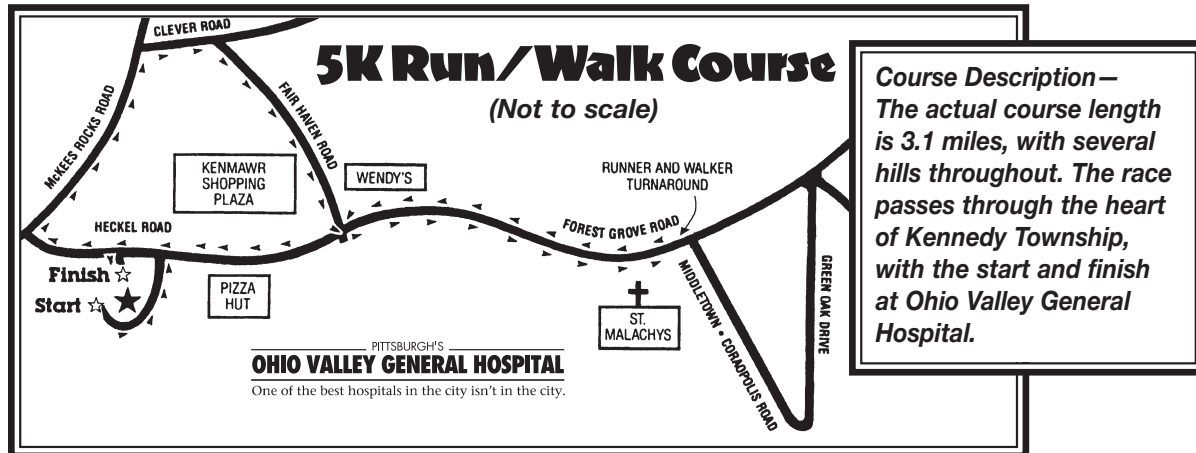 CLEVER ROAD
5K Run/Walk Course
(Not to scale)
McKEES ROCKS ROAD
FAIR HAVEN ROAD
KENMAWR
SHOPPING
PLAZA
WENDY'S
RUNNER AND WALKER
TURNAROUND
HECKEL ROAD
FOREST GROVE ROAD
Finish
Start
PIZZA
HUT
ST.
MALACHYS
MIDDLETOWN • CORAOPOLIS ROAD
GREEN OAK DRIVE
PITTSBURGH'S
OHIO VALLEY GENERAL HOSPITAL
One of the best hospitals in the city isn't in the city.
Course Description—
The actual course length
is 3.1 miles, with several
hills throughout. The race
passes through the heart
of Kennedy Township,
with the start and finish
at Ohio Valley General
Hospital.